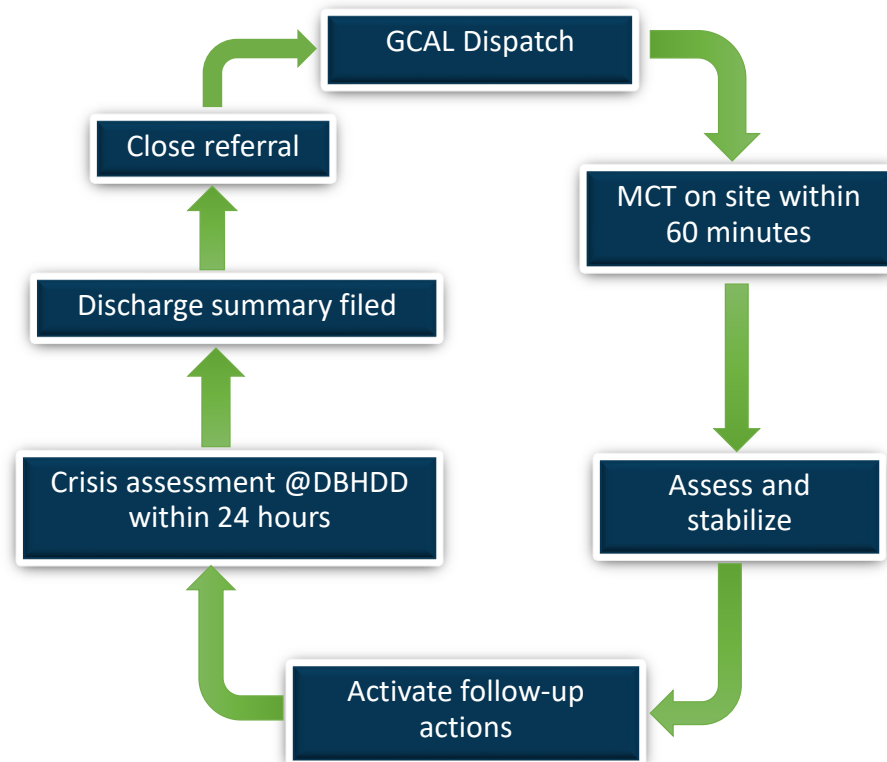 GCAL Dispatch
MCT on site within
60 minutes
Assess and
stabilize
Activate follow-up
actions
Crisis assessment @DBHDD
within 24 hours
Discharge summary filed
Close referral